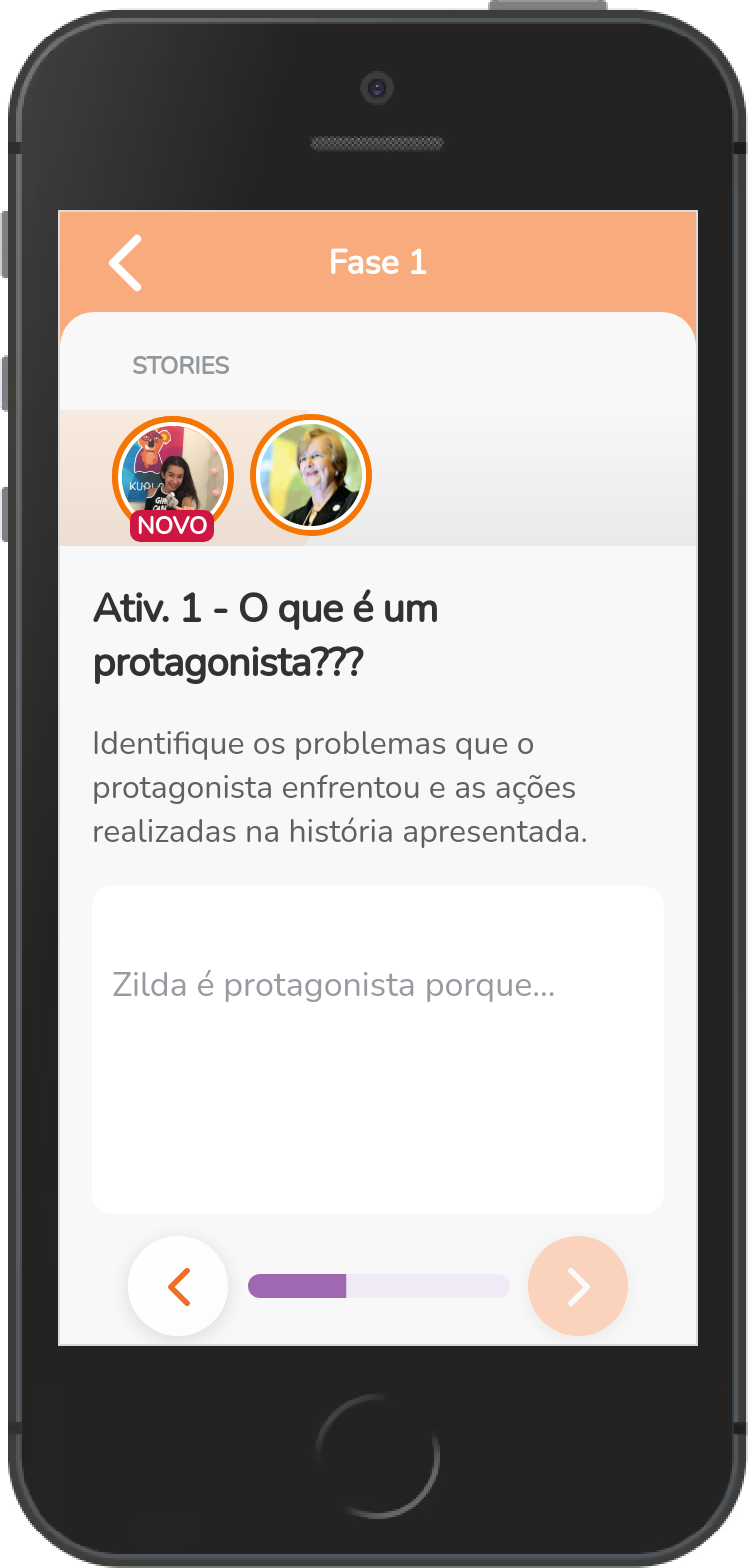 Fase 1
STORIES
NOVO
Ativ. 1 - O que é um
protagonista???
Identifique os problemas que o
protagonista enfrentou e as ações
realizadas na história apresentada.
Zilda é protagonista porque...